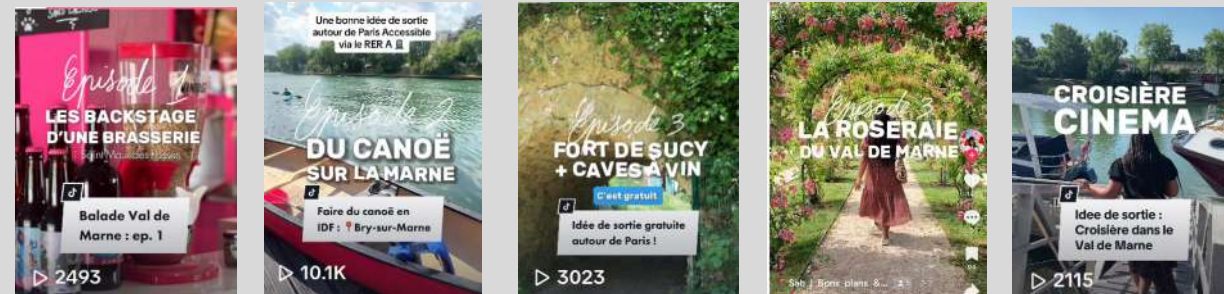 Episode 1
LES BACKSTAGE
D'UNE BRASSERIE
Balade Val de
Marne : ep. 1
2493
Une bonne idée de sortie
autour de Paris Accessible
via le RER A
Episode 2
DU CANOË
SUR LA MARNE
Faire du canoë en
IDF : Bry-sur-Marne
10.1K
Episode 3
FORT DE SUCY
+ CAVES À VIN
C'est gratuit
Idée de sortie gratuite
autour de Paris !
3023
Episode 3
LA ROSERAIE
DU VAL DE MARNE
Sab | Bons plans &...
CROISIÈRE
CINEMA
Idee de sortie :
Croisière dans le
Val de Marne
2115